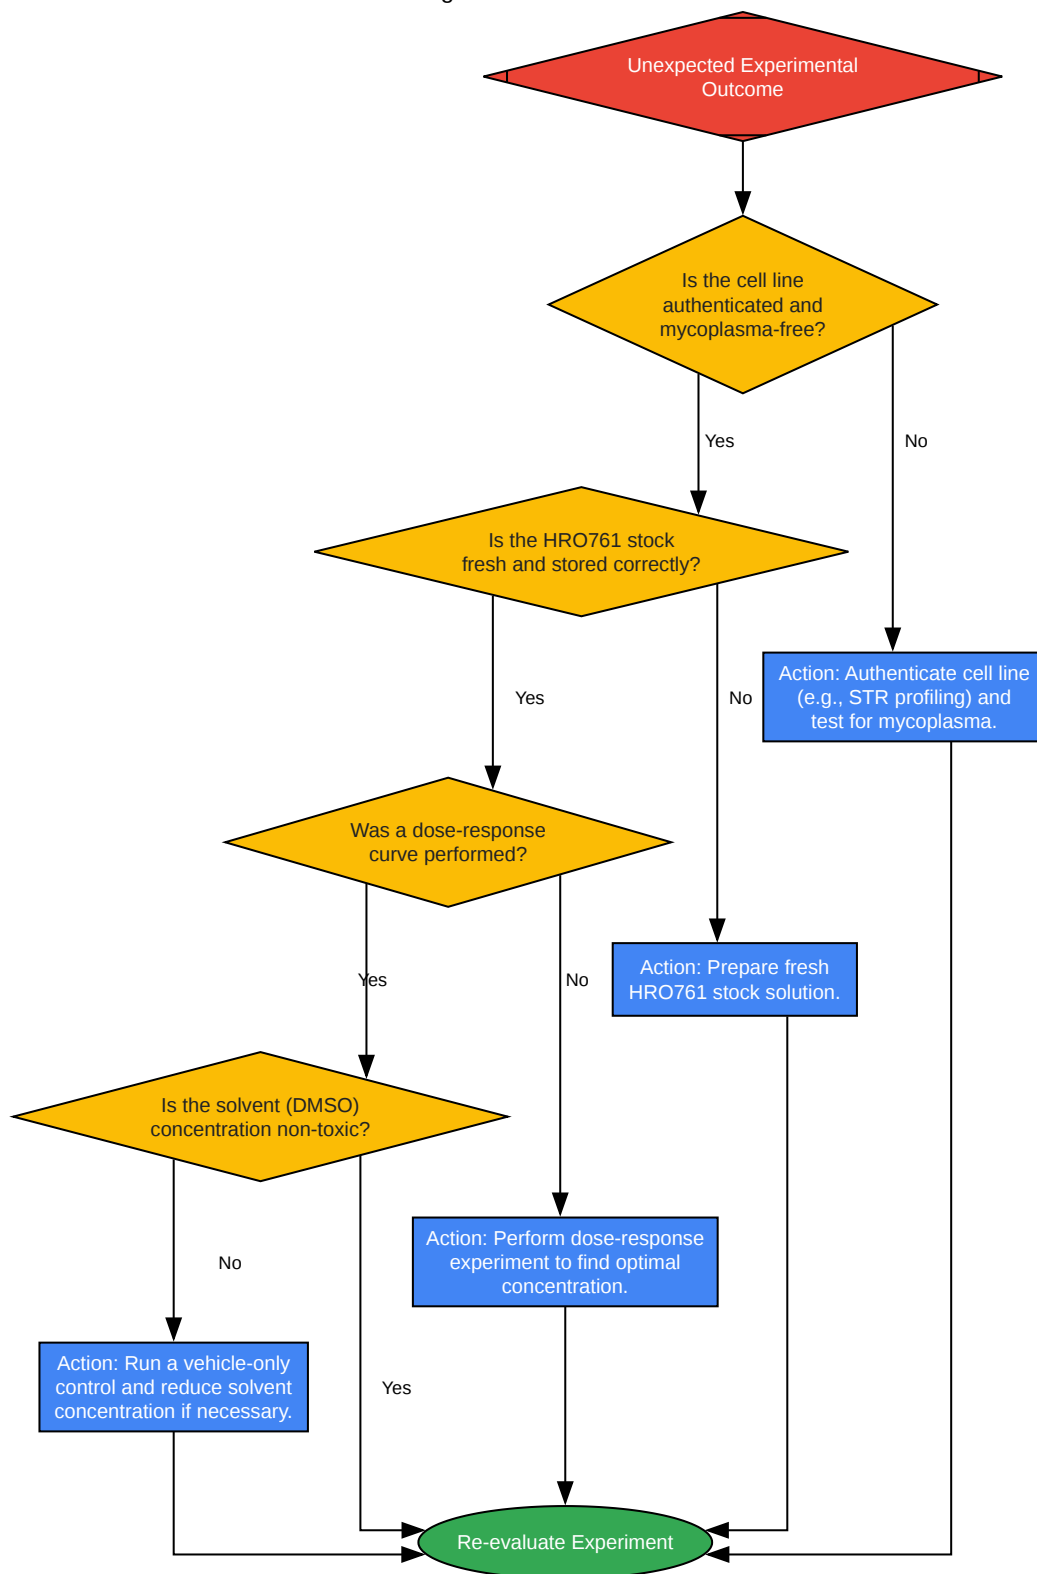 Unexpected Experimental
Outcome
Is the cell line
authenticated and
mycoplasma-free?
Yes
No
Is the HRO761 stock
fresh and stored correctly?
Action: Authenticate cell line
(e.g., STR profiling) and
test for mycoplasma.
Yes
No
Was a dose-response
curve performed?
Action: Prepare fresh
HRO761 stock solution.
Yes
No
Is the solvent (DMSO)
concentration non-toxic?
Action: Perform dose-response
experiment to find optimal
concentration.
No
Action: Run a vehicle-only
control and reduce solvent
concentration if necessary.
Yes
Re-evaluate Experiment